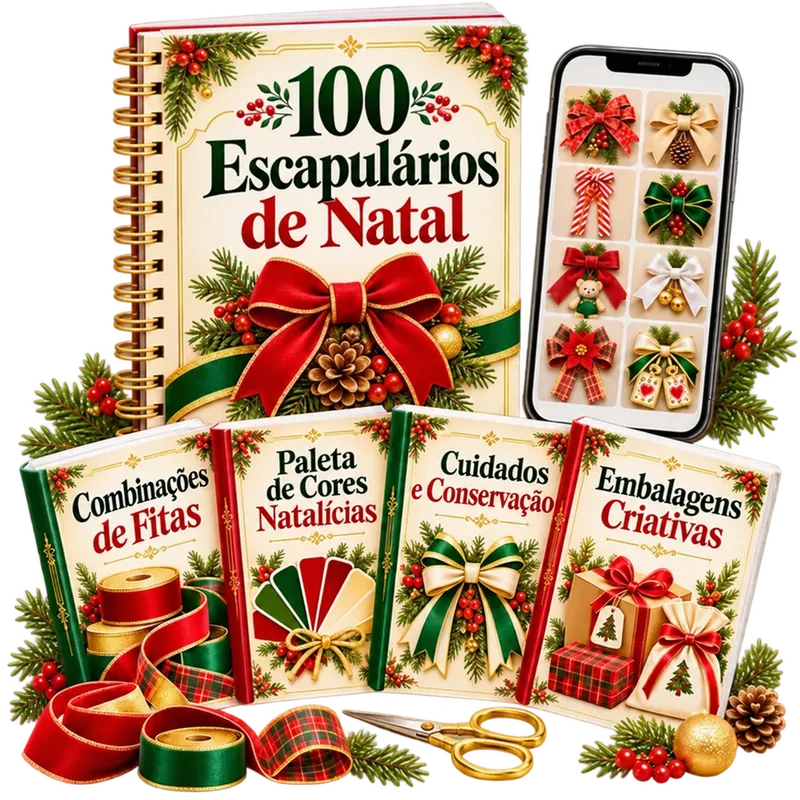 100
Escapulários
de Natal
Combinações
de Fitas
Paleta
de Cores
Natalícias
Cuidados
e Conservação
Embalagens
Criativas